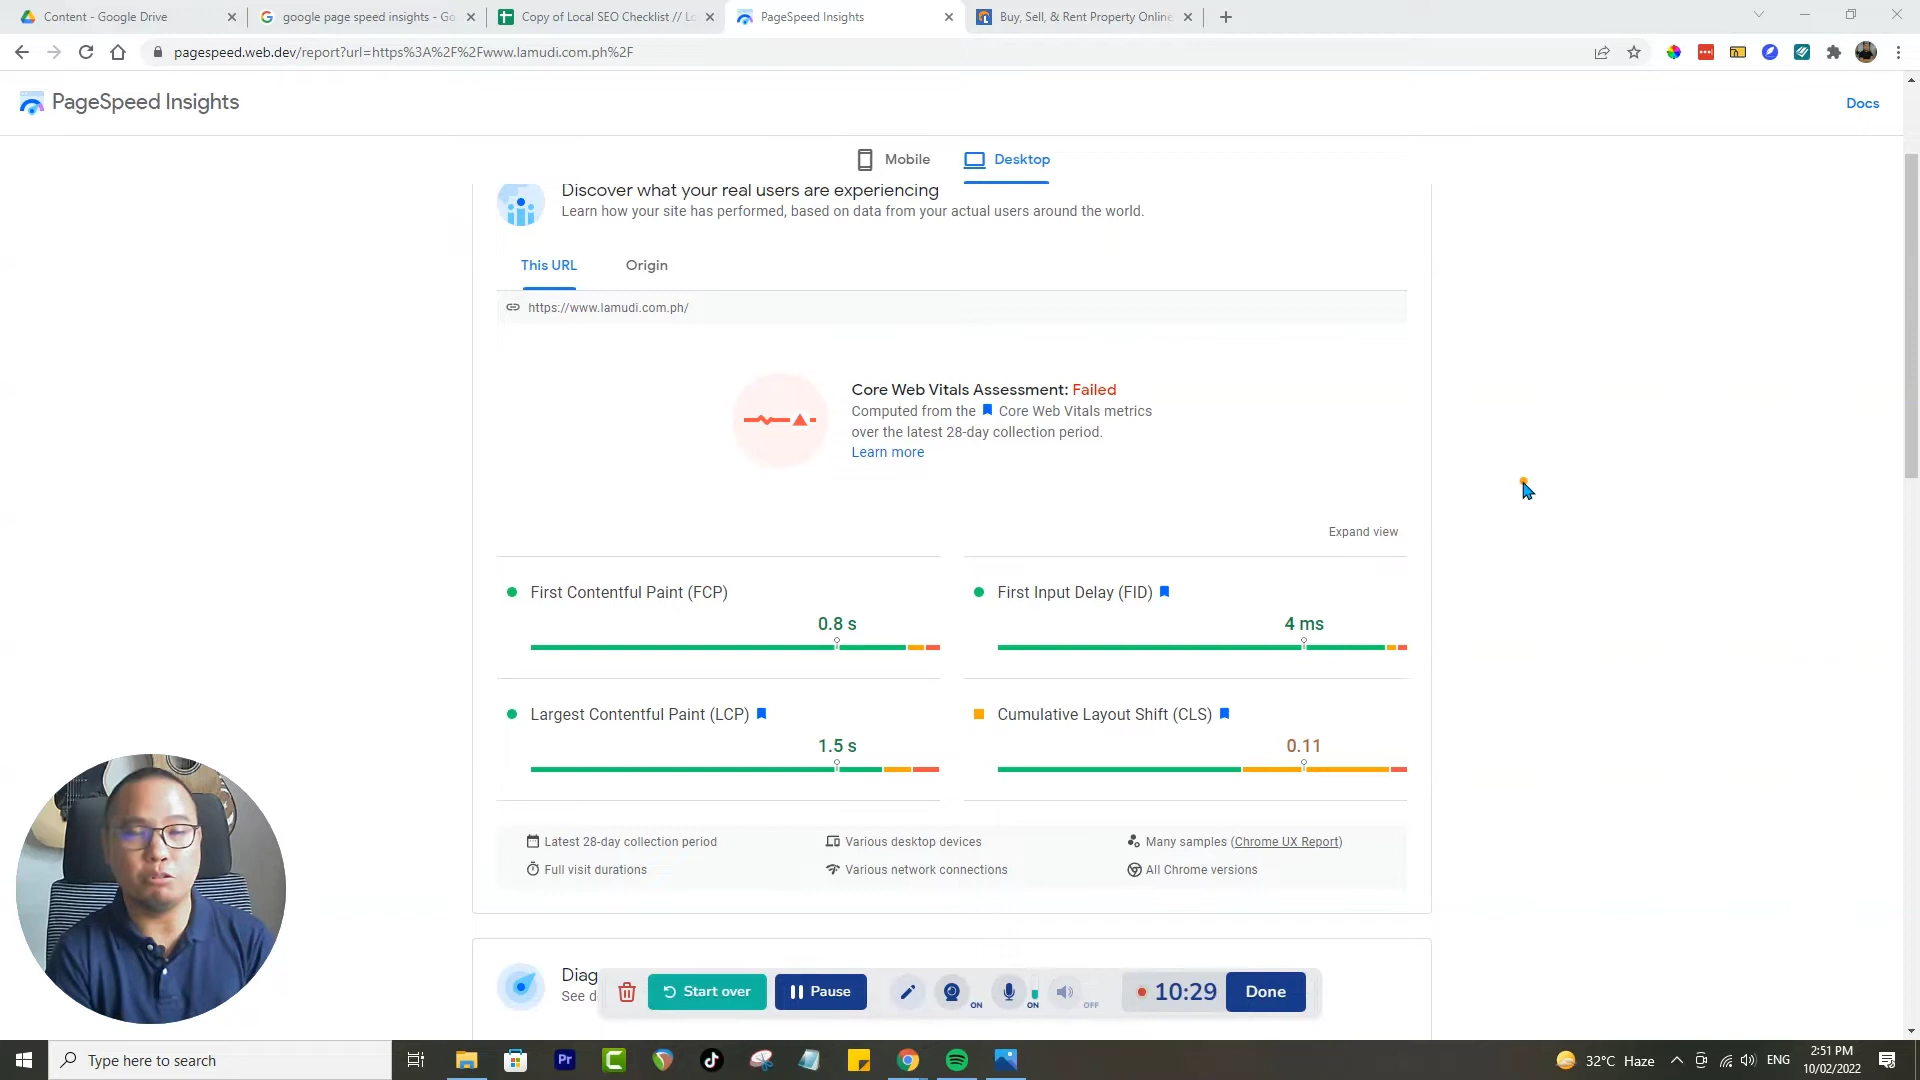 Content - Google Drive
google page speed insights - Go
Copy of Local SEO Checklist // Lo
PageSpeed Insights
Buy, Sell, & Rent Property Online
pagespeed.web.dev/report?url=https%3A%2F%2Fwww.lamudi.com.ph%2F
PageSpeed Insights
Docs
Mobile
Desktop
Discover what your real users are experiencing
Learn how your site has performed, based on data from your actual users around the world.
This URL
Origin
https://www.lamudi.com.ph/
Core Web Vitals Assessment: Failed
Computed from the Core Web Vitals metrics
over the latest 28-day collection period.
Learn more
Expand view
First Contentful Paint (FCP)
0.8 s
First Input Delay (FID)
4 ms
Largest Contentful Paint (LCP)
1.5 s
Cumulative Layout Shift (CLS)
0.11
Latest 28-day collection period
Various desktop devices
Many samples (Chrome UX Report)
Full visit durations
Various network connections
All Chrome versions
Diag
See d
Start over
Pause
ON
ON
OFF
10:29
Done
Type here to search
Pr
32°C Haze
ENG
2:51 PM
10/02/2022